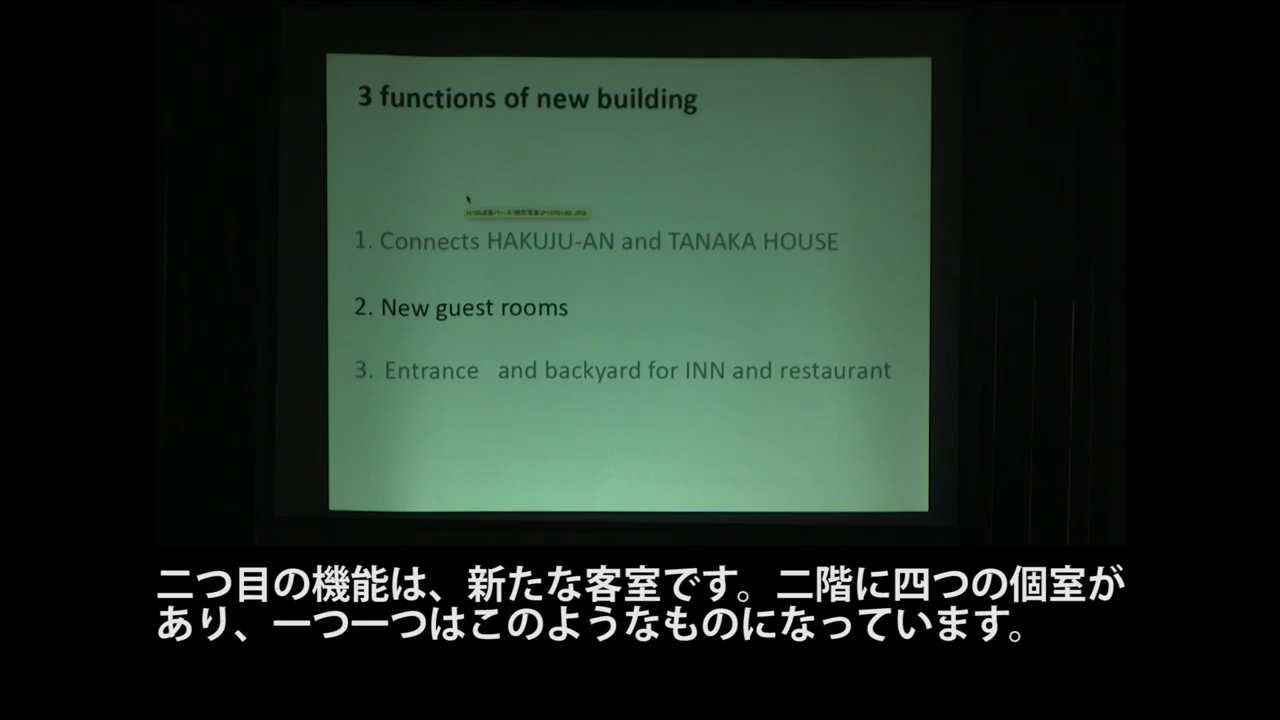 3 functions of new building
1. Connects HAKUJU-AN and TANAKA HOUSE
2. New guest rooms
3. Entrance and backyard for INN and restaurant
二つ目の機能は、新たな客室です。二階に四つの個室が
あり、一つ一つはこのようなものになっています。